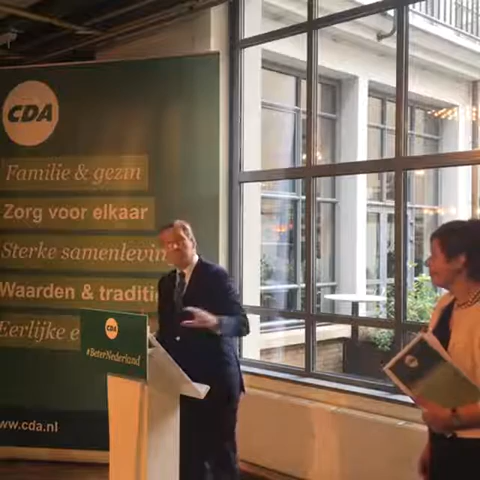 CDA
Familie & gezin
Zorg voor elkaar
Sterke samenlevin
Waarden & traditi
Eerlijke e
CDA
#BeterNederland
www.cda.nl